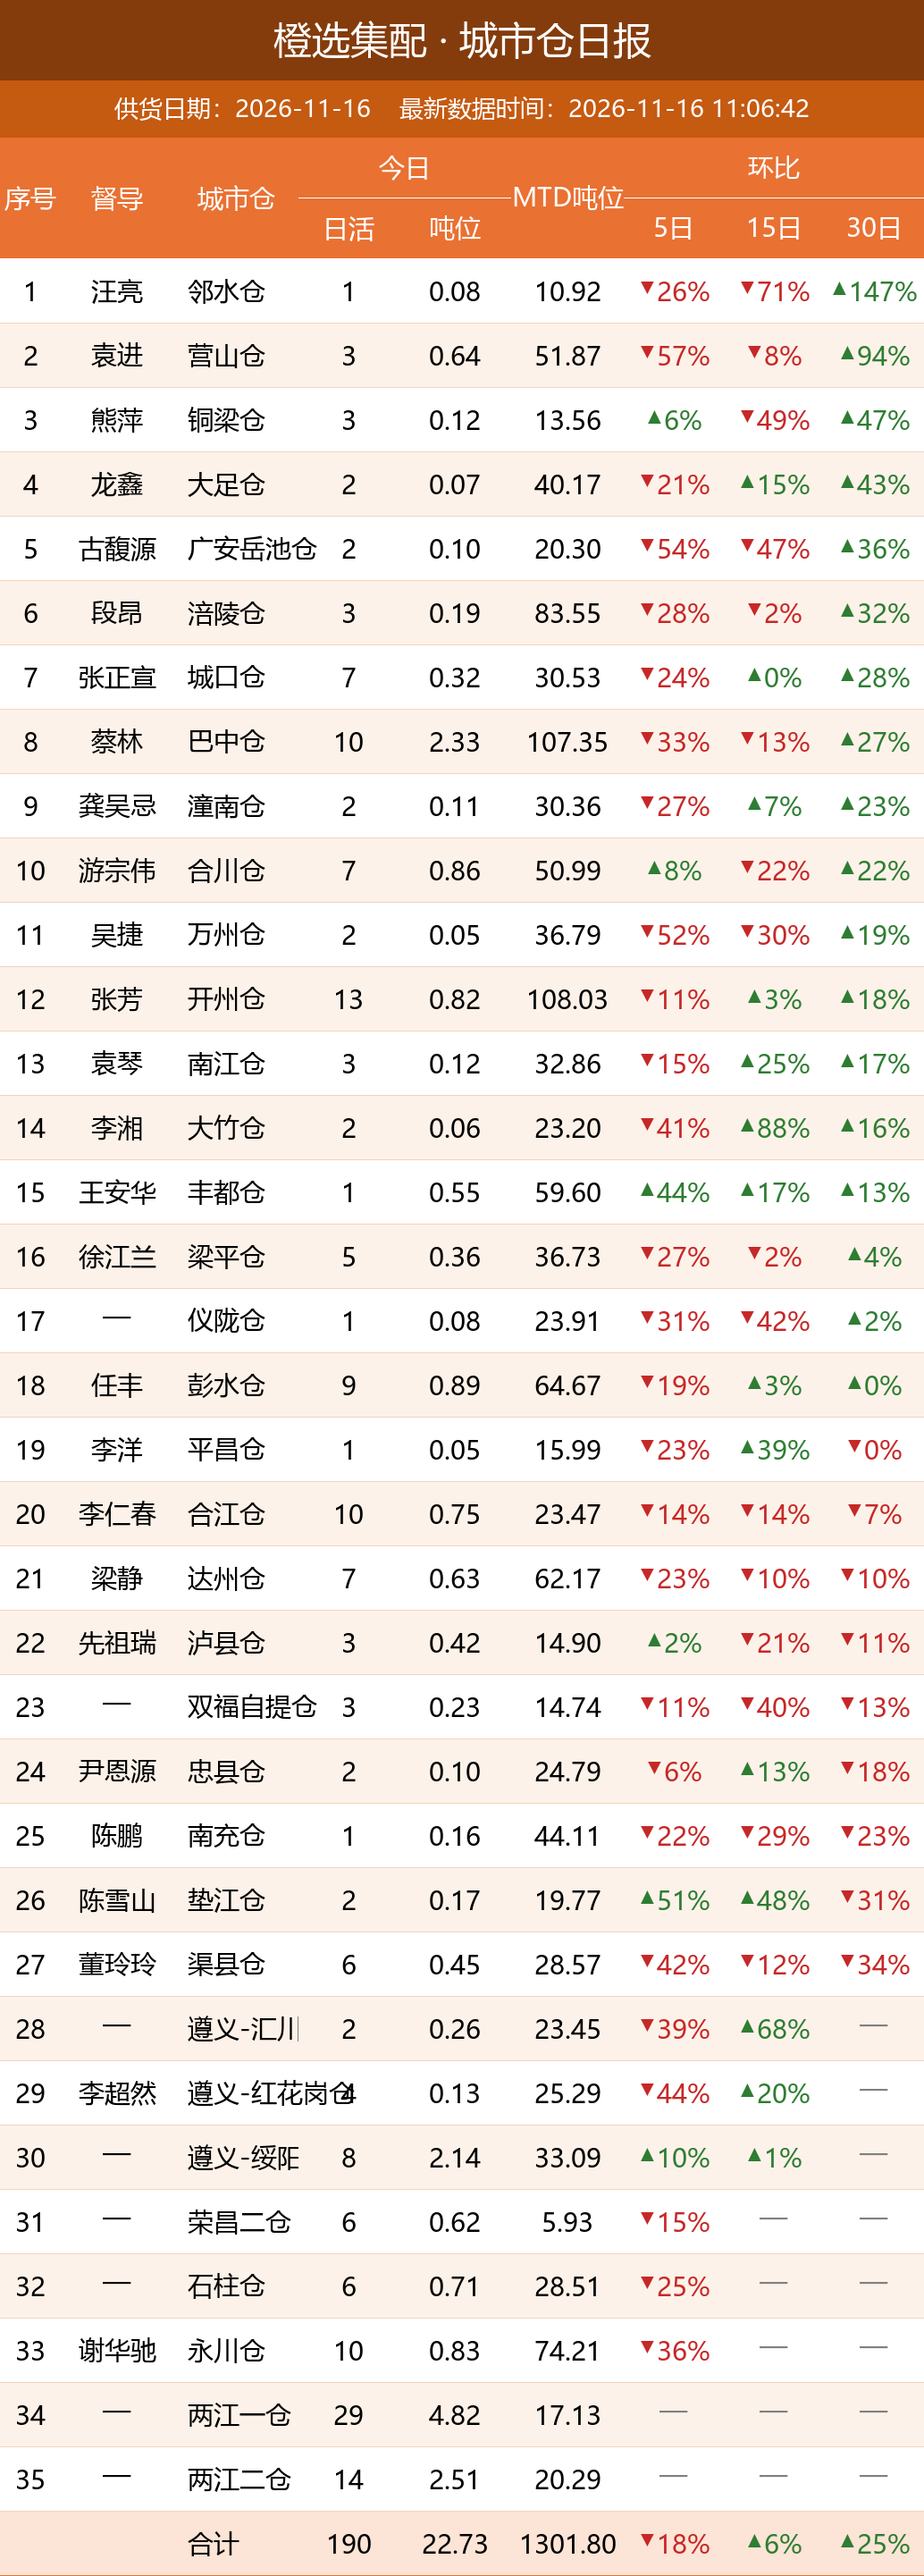 橙选集配 · 城市仓日报
供货日期：2026-11-16 最新数据时间：2026-11-16 11:06:42
序号 督导 城市仓 今日 MTD吨位 环比
日活 吨位 5日 15日 30日
1 汪亮 邻水仓 1 0.08 10.92 ▼26% ▼71% ▲147%
2 袁进 营山仓 3 0.64 51.87 ▼57% ▼8% ▲94%
3 熊萍 铜梁仓 3 0.12 13.56 ▲6% ▼49% ▲47%
4 龙鑫 大足仓 2 0.07 40.17 ▼21% ▲15% ▲43%
5 古馥源 广安岳池仓 2 0.10 20.30 ▼54% ▼47% ▲36%
6 段昂 涪陵仓 3 0.19 83.55 ▼28% ▼2% ▲32%
7 张正宣 城口仓 7 0.32 30.53 ▼24% ▲0% ▲28%
8 蔡林 巴中仓 10 2.33 107.35 ▼33% ▼13% ▲27%
9 龚吴忌 潼南仓 2 0.11 30.36 ▼27% ▲7% ▲23%
10 游宗伟 合川仓 7 0.86 50.99 ▲8% ▼22% ▲22%
11 吴捷 万州仓 2 0.05 36.79 ▼52% ▼30% ▲19%
12 张芳 开州仓 13 0.82 108.03 ▼11% ▲3% ▲18%
13 袁琴 南江仓 3 0.12 32.86 ▼15% ▲25% ▲17%
14 李湘 大竹仓 2 0.06 23.20 ▼41% ▲88% ▲16%
15 王安华 丰都仓 1 0.55 59.60 ▲44% ▲17% ▲13%
16 徐江兰 梁平仓 5 0.36 36.73 ▼27% ▼2% ▲4%
17 — 仪陇仓 1 0.08 23.91 ▼31% ▼42% ▲2%
18 任丰 彭水仓 9 0.89 64.67 ▼19% ▲3% ▲0%
19 李洋 平昌仓 1 0.05 15.99 ▼23% ▲39% ▼0%
20 李仁春 合江仓 10 0.75 23.47 ▼14% ▼14% ▼7%
21 梁静 达州仓 7 0.63 62.17 ▼23% ▼10% ▼10%
22 先祖瑞 泸县仓 3 0.42 14.90 ▲2% ▼21% ▼11%
23 — 双福自提仓 3 0.23 14.74 ▼11% ▼40% ▼13%
24 尹恩源 忠县仓 2 0.10 24.79 ▼6% ▲13% ▼18%
25 陈鹏 南充仓 1 0.16 44.11 ▼22% ▼29% ▼23%
26 陈雪山 垫江仓 2 0.17 19.77 ▲51% ▲48% ▼31%
27 董玲玲 渠县仓 6 0.45 28.57 ▼42% ▼12% ▼34%
28 — 遵义-汇川 2 0.26 23.45 ▼39% ▲68% —
29 李超然 遵义-红花岗仓 4 0.13 25.29 ▼44% ▲20% —
30 — 遵义-绥阳 8 2.14 33.09 ▲10% ▲1% —
31 — 荣昌二仓 6 0.62 5.93 ▼15% — —
32 — 石柱仓 6 0.71 28.51 ▼25% — —
33 谢华驰 永川仓 10 0.83 74.21 ▼36% — —
34 — 两江一仓 29 4.82 17.13 — — —
35 — 两江二仓 14 2.51 20.29 — — —
合计 190 22.73 1301.80 ▼18% ▲6% ▲25%